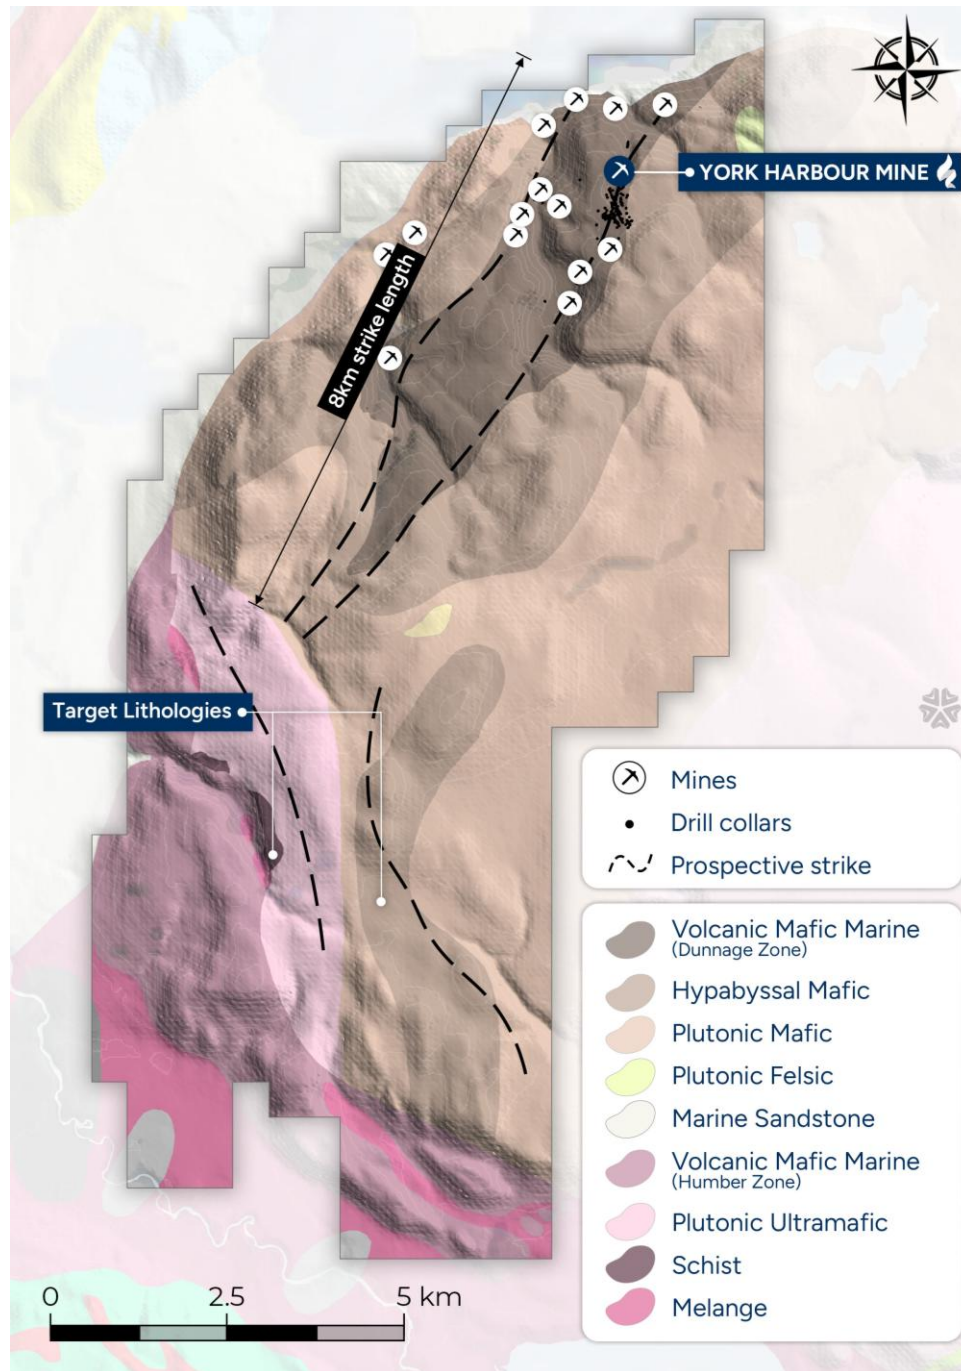 YORK HARBOUR MINE
8km strike length
Target Lithologies
Mines
Drill collars
Prospective strike
Volcanic Mafic Marine
(Dunnage Zone)
Hypabyssal Mafic
Plutonic Mafic
Plutonic Felsic
Marine Sandstone
Volcanic Mafic Marine
(Humber Zone)
Plutonic Ultramafic
Schist
Melange
0 2.5 5 km